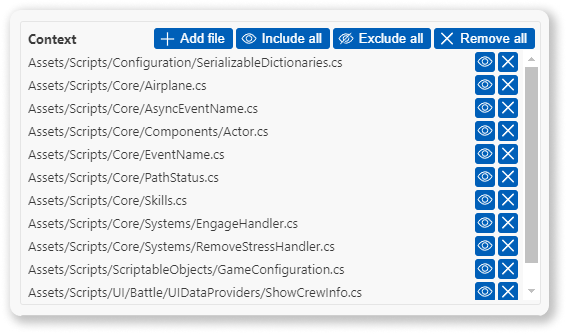 Context + Add file Include all Exclude all Remove all
Assets/Scripts/Configuration/SerializableDictionaries.cs
Assets/Scripts/Core/Airplane.cs
Assets/Scripts/Core/AsyncEventName.cs
Assets/Scripts/Core/Components/Actor.cs
Assets/Scripts/Core/EventName.cs
Assets/Scripts/Core/PathStatus.cs
Assets/Scripts/Core/Skills.cs
Assets/Scripts/Core/Systems/EngageHandler.cs
Assets/Scripts/Core/Systems/RemoveStressHandler.cs
Assets/Scripts/ScriptableObjects/GameConfiguration.cs
Assets/Scripts/UI/Battle/UIDataProviders/ShowCrewInfo.cs